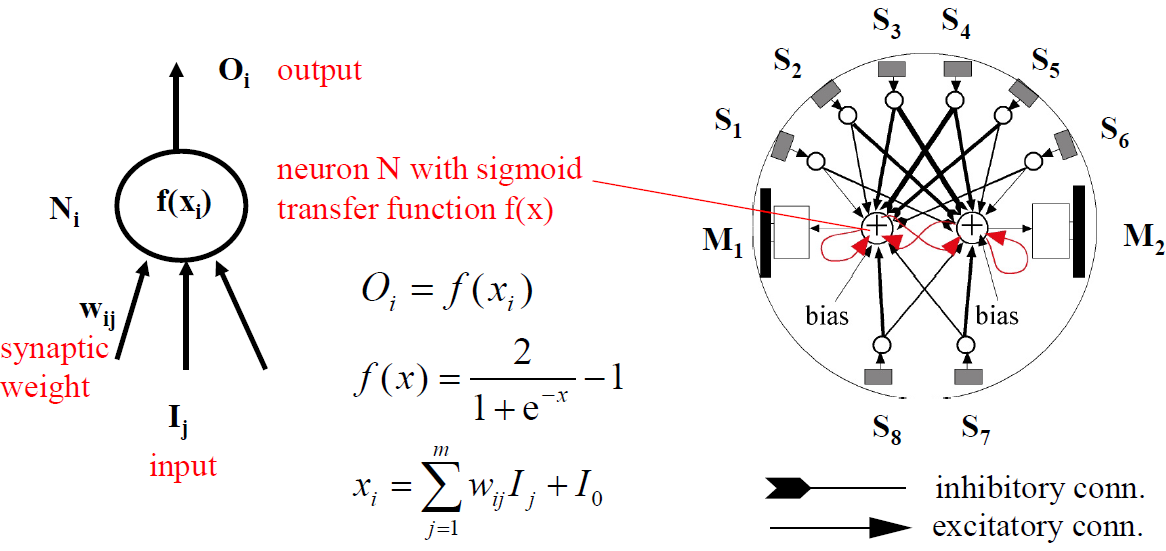 O_i output
N_i f(x_i)
neuron N with sigmoid
transfer function f(x)
w_ij
synaptic
weight
I_j
input
O_i = f(x_i)
f(x) = \frac{2}{1 + e^{-x}} - 1
x_i = \sum_{j=1}^{m} w_{ij} I_j + I_0
S_3 S_4
S_2 S_5
S_1 S_6
M_1 + + M_2
bias bias
S_8 S_7
inhibitory conn.
excitatory conn.